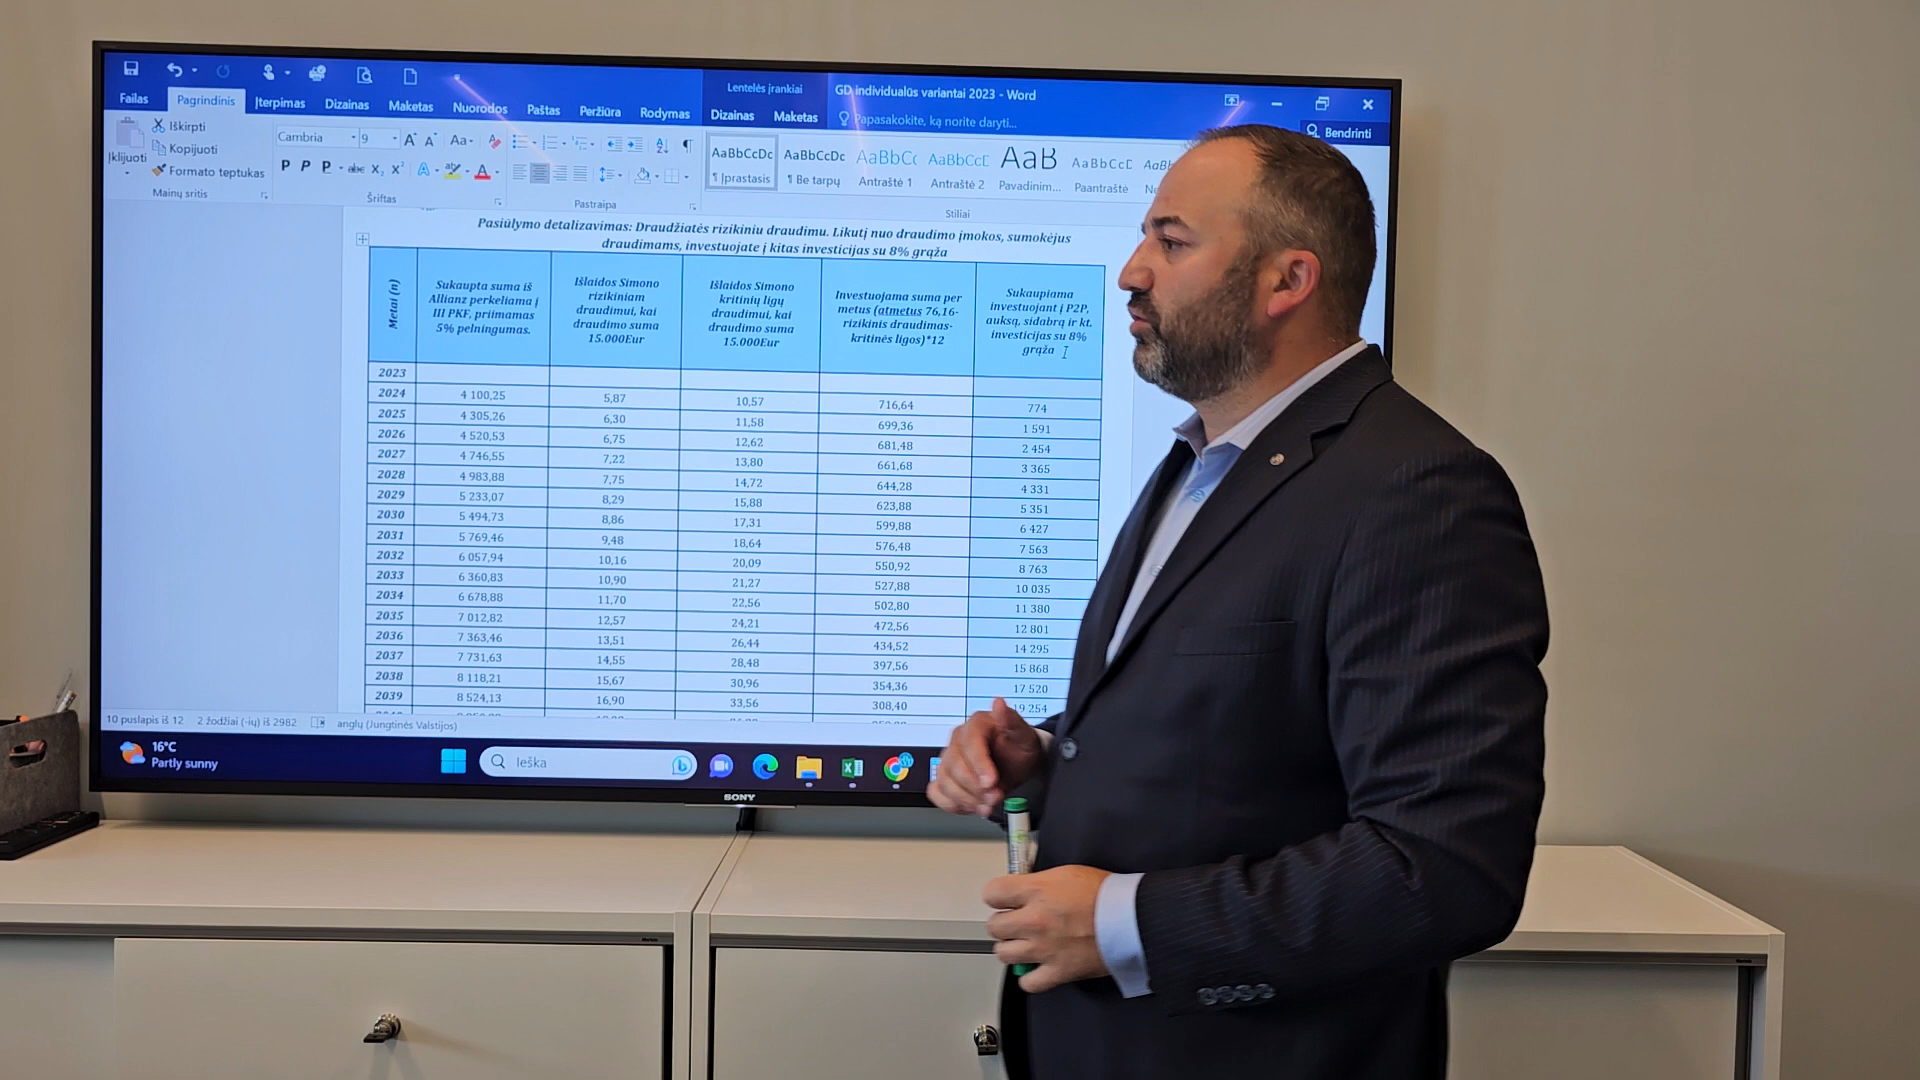 Lentelės įrankiai
GD individualūs variantai 2023 - Word
Failas Pagrindinis Įterpimas Dizainas Maketas Nuorodos Paštas Peržiūra Rodymas Dizainas Maketas Papasakokite, ką norite daryti... Bendrinti
Įklijuoti
Iškirpti
Kopijuoti
Formato teptukas
Mainų sritis
Cambria 9
Aa
P P P abc X₂ X²
Šriftas
Pastraipa
AaBbCcDc AaBbCcDc AaBbCc AaBbCcE AaB AaBbCcE AaBb
¶ Įprastasis ¶ Be tarpų Antraštė 1 Antraštė 2 Pavadinim... Paantraštė
Stiliai
Pasiūlymo detalizavimas: Draudžiatės rizikiniu draudimu. Likutį nuo draudimo įmokos, sumokėjus
draudimams, investuojate į kitas investicijas su 8% grąža
Metai (n)
Sukaupta suma iš
Allianz perkeliama į
III PKF, priimamas
5% pelningumas.
Išlaidos Simono
rizikiniam
draudimui, kai
draudimo suma
15.000Eur
Išlaidos Simono
kritinių ligų
draudimui, kai
draudimo suma
15.000Eur
Investuojama suma per
metus (atmetus 76,16-
rizikinis draudimas-
kritinės ligos)*12
Sukaupiama
investuojant į P2P,
auksą, sidabrą ir kt.
investicijas su 8%
grąža
2023
2024 4 100,25 5,87 10,57 716,64 774
2025 4 305,26 6,30 11,58 699,36 1 591
2026 4 520,53 6,75 12,62 681,48 2 454
2027 4 746,55 7,22 13,80 661,68 3 365
2028 4 983,88 7,75 14,72 644,28 4 331
2029 5 233,07 8,29 15,88 623,88 5 351
2030 5 494,73 8,86 17,31 599,88 6 427
2031 5 769,46 9,48 18,64 576,48 7 563
2032 6 057,94 10,16 20,09 550,92 8 763
2033 6 360,83 10,90 21,27 527,88 10 035
2034 6 678,88 11,70 22,56 502,80 11 380
2035 7 012,82 12,57 24,21 472,56 12 801
2036 7 363,46 13,51 26,44 434,52 14 295
2037 7 731,63 14,55 28,48 397,56 15 868
2038 8 118,21 15,67 30,96 354,36 17 520
2039 8 524,13 16,90 33,56 308,40 19 254
10 puslapis iš 12 2 žodžiai (-ių) iš 2982 anglų (Jungtinės Valstijos)
16°C
Partly sunny
Ieška
SONY